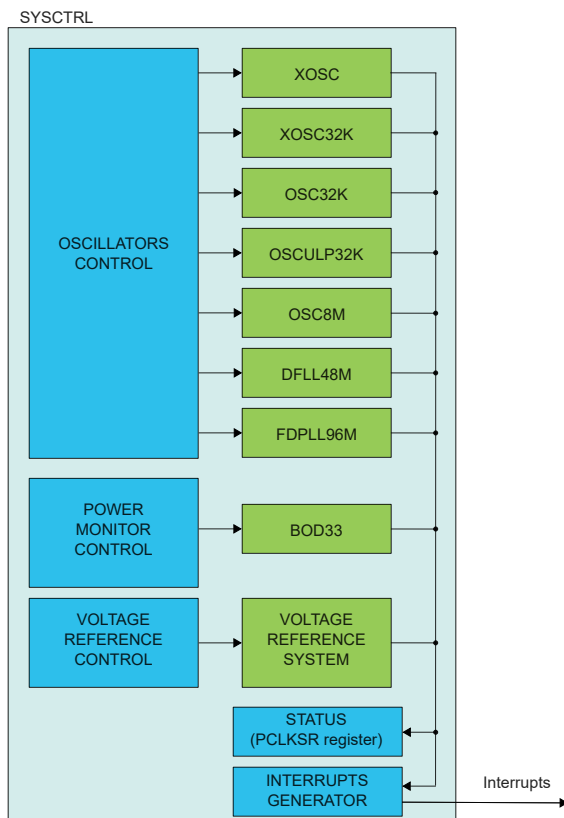 SYSCTRL
XOSC
XOSC32K
OSC32K
OSCILLATORS
CONTROL
OSCULP32K
OSC8M
DFLL48M
FDPLL96M
POWER
MONITOR
CONTROL
BOD33
VOLTAGE
REFERENCE
CONTROL
VOLTAGE
REFERENCE
SYSTEM
STATUS
(PCLKSR register)
INTERRUPTS
GENERATOR
Interrupts